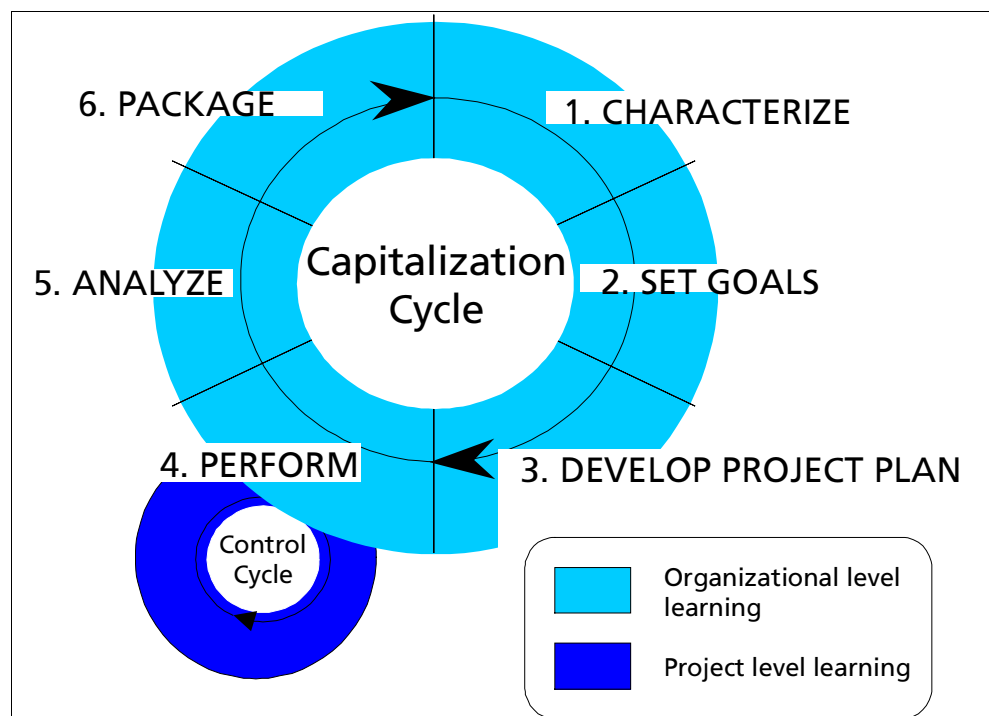 6. PACKAGE
1. CHARACTERIZE
Capitalization
Cycle
5. ANALYZE
2. SET GOALS
4. PERFORM
3. DEVELOP PROJECT PLAN
Control
Cycle
Organizational level
learning
Project level learning